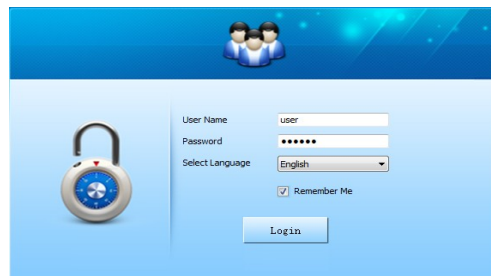 User Name user
Password ●●●●●●
Select Language English
Remember Me
Login